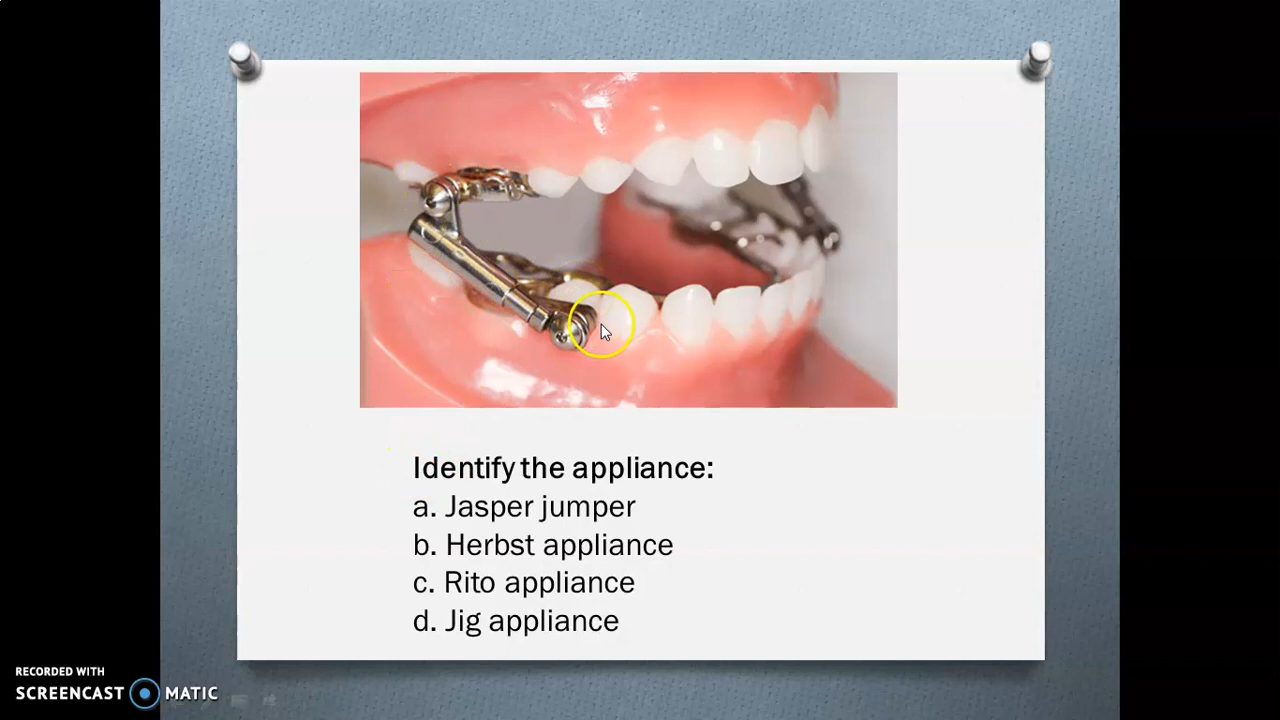 Identify the appliance:
a. Jasper jumper
b. Herbst appliance
c. Rito appliance
d. Jig appliance
RECORDED WITH
SCREENCAST MATIC